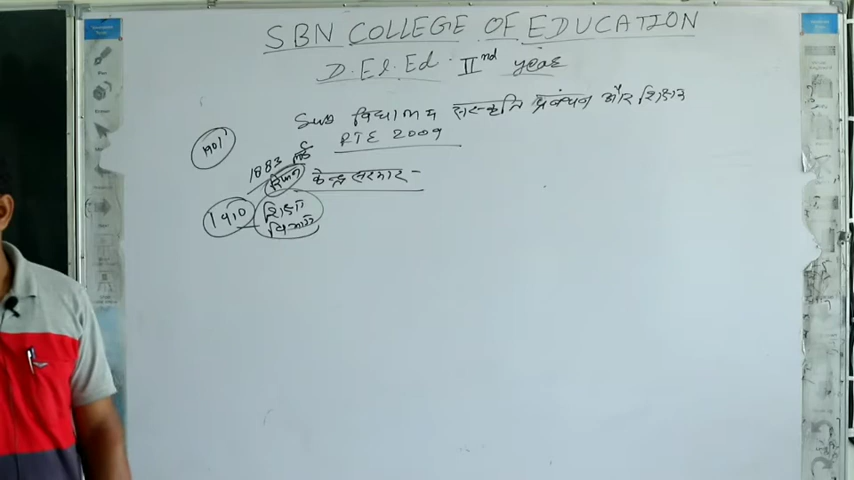 SBN COLLEGE OF EDUCATION
D.El.Ed. IInd year
Sub विद्यालय संस्कृति प्रबंधन और शिक्षक
RTE 2009
1901
1883
केन्द्र सरकार -
1910 शिक्षा
विभाग